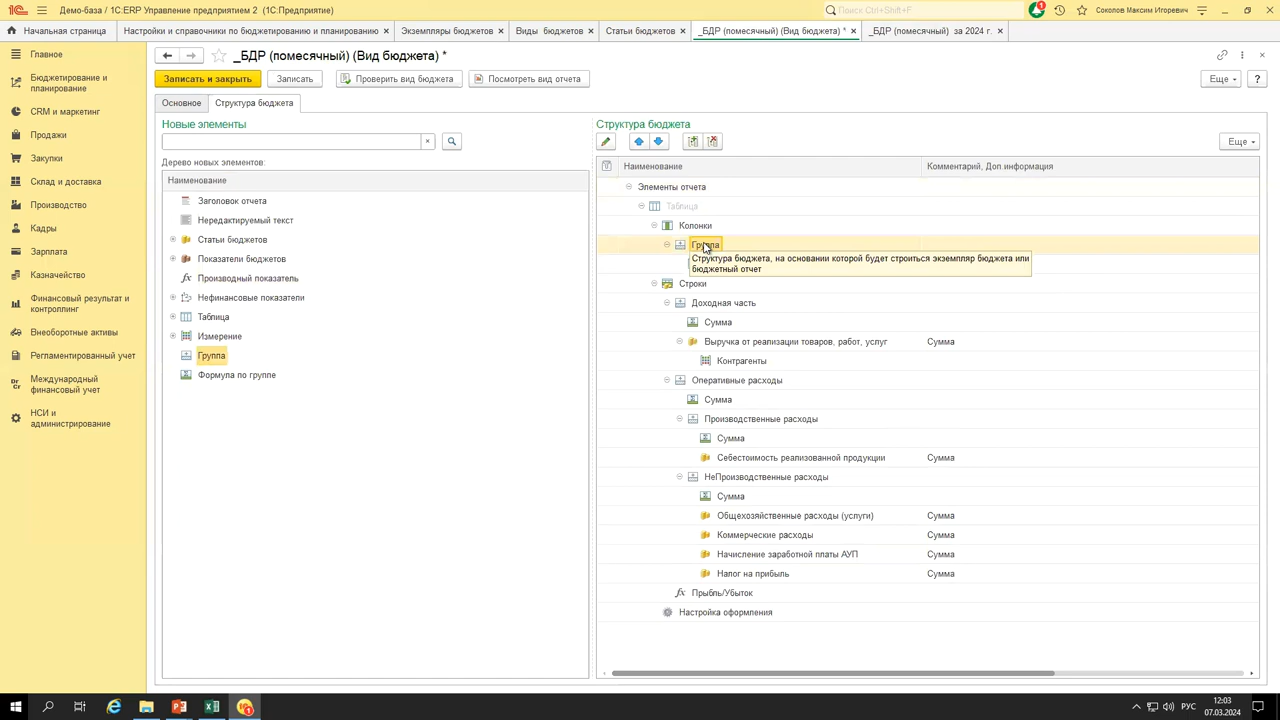 Демо-база / 1С:ERP Управление предприятием 2 (1С:Предприятие)
Поиск Ctrl+Shift+F
1
Соколов Максим Игоревич
Начальная страница
Настройки и справочники по бюджетированию и планированию ×
Экземпляры бюджетов ×
Виды бюджетов ×
Статьи бюджетов ×
_БДР (помесячный) (Вид бюджета) * ×
_БДР (помесячный) за 2024 г. ×
Главное
Бюджетирование и
планирование
CRM и маркетинг
Продажи
Закупки
Склад и доставка
Производство
Кадры
Зарплата
Казначейство
Финансовый результат и
контроллинг
Внеоборотные активы
Регламентированный учет
Международный
финансовый учет
НСИ и
администрирование
_БДР (помесячный) (Вид бюджета) *
Записать и закрыть
Записать
Проверить вид бюджета
Посмотреть вид отчета
Еще
?
Основное
Структура бюджета
Новые элементы
Дерево новых элементов:
Наименование
Заголовок отчета
Нередактируемый текст
Статьи бюджетов
Показатели бюджетов
fx Производный показатель
Нефинансовые показатели
Таблица
Измерение
Группа
Формула по группе
Структура бюджета
Еще
Наименование
Комментарий, Доп.информация
Элементы отчета
Таблица
Колонки
Группа
Структура бюджета, на основании которой будет строиться экземпляр бюджета или
бюджетный отчет
Строки
Доходная часть
Сумма
Выручка от реализации товаров, работ, услуг Сумма
Контрагенты
Оперативные расходы
Сумма
Производственные расходы
Сумма
Себестоимость реализованной продукции Сумма
НеПроизводственные расходы
Сумма
Общехозяйственные расходы (услуги) Сумма
Коммерческие расходы Сумма
Начисление заработной платы АУП Сумма
Налог на прибыль Сумма
fx Прыбль/Убыток
Настройка оформления
РУС
12:03
07.03.2024